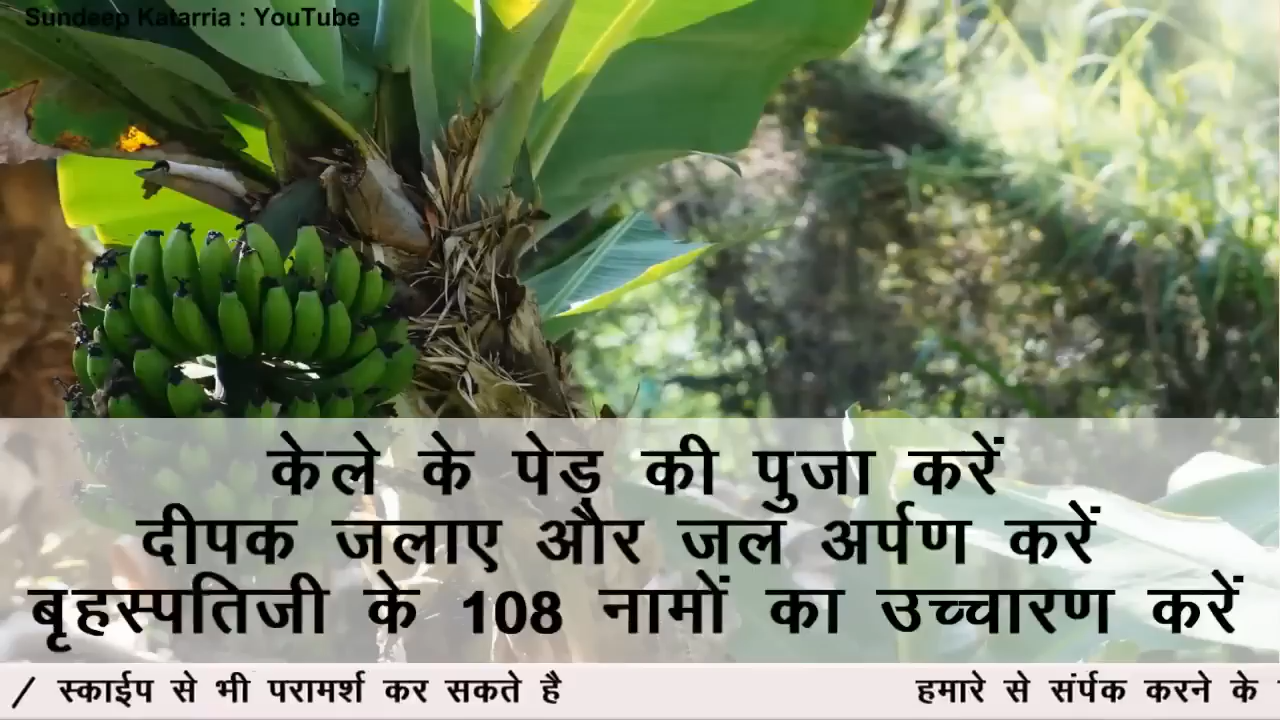 Sundeep Katarria : YouTube
केले के पेड़ की पुजा करें
दीपक जलाए और जल अर्पण करें
बृहस्पतिजी के 108 नामों का उच्चारण करें
/ स्काईप से भी परामर्श कर सकते है हमारे से संर्पक करने के